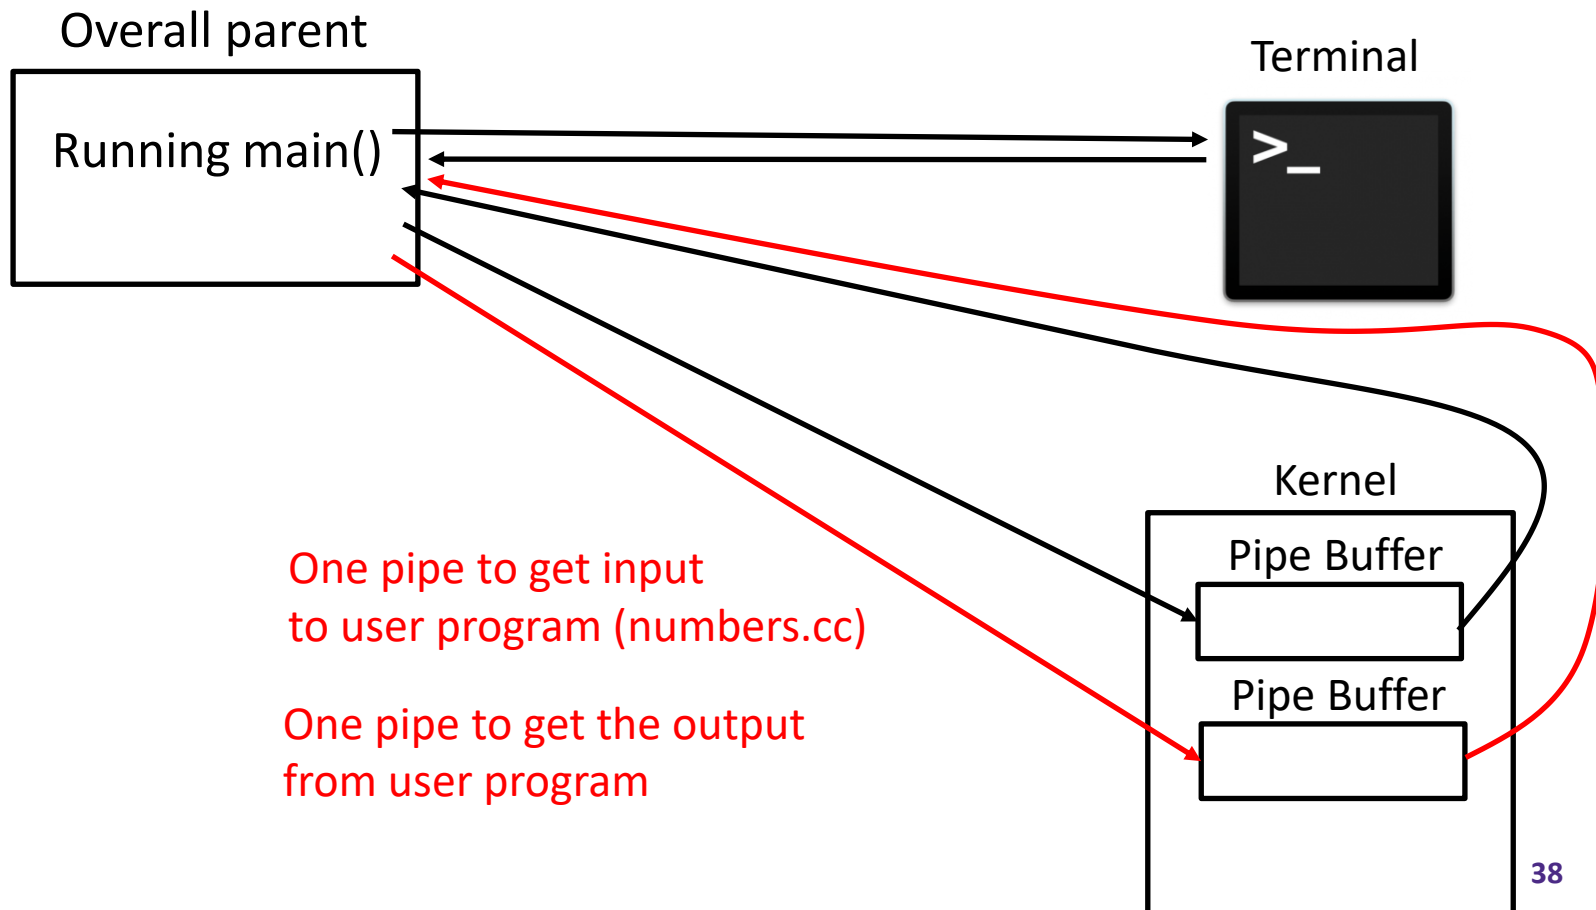 Overall parent
Terminal
Running main()
>_
Kernel
Pipe Buffer
One pipe to get input
to user program (numbers.cc)
Pipe Buffer
One pipe to get the output
from user program
38